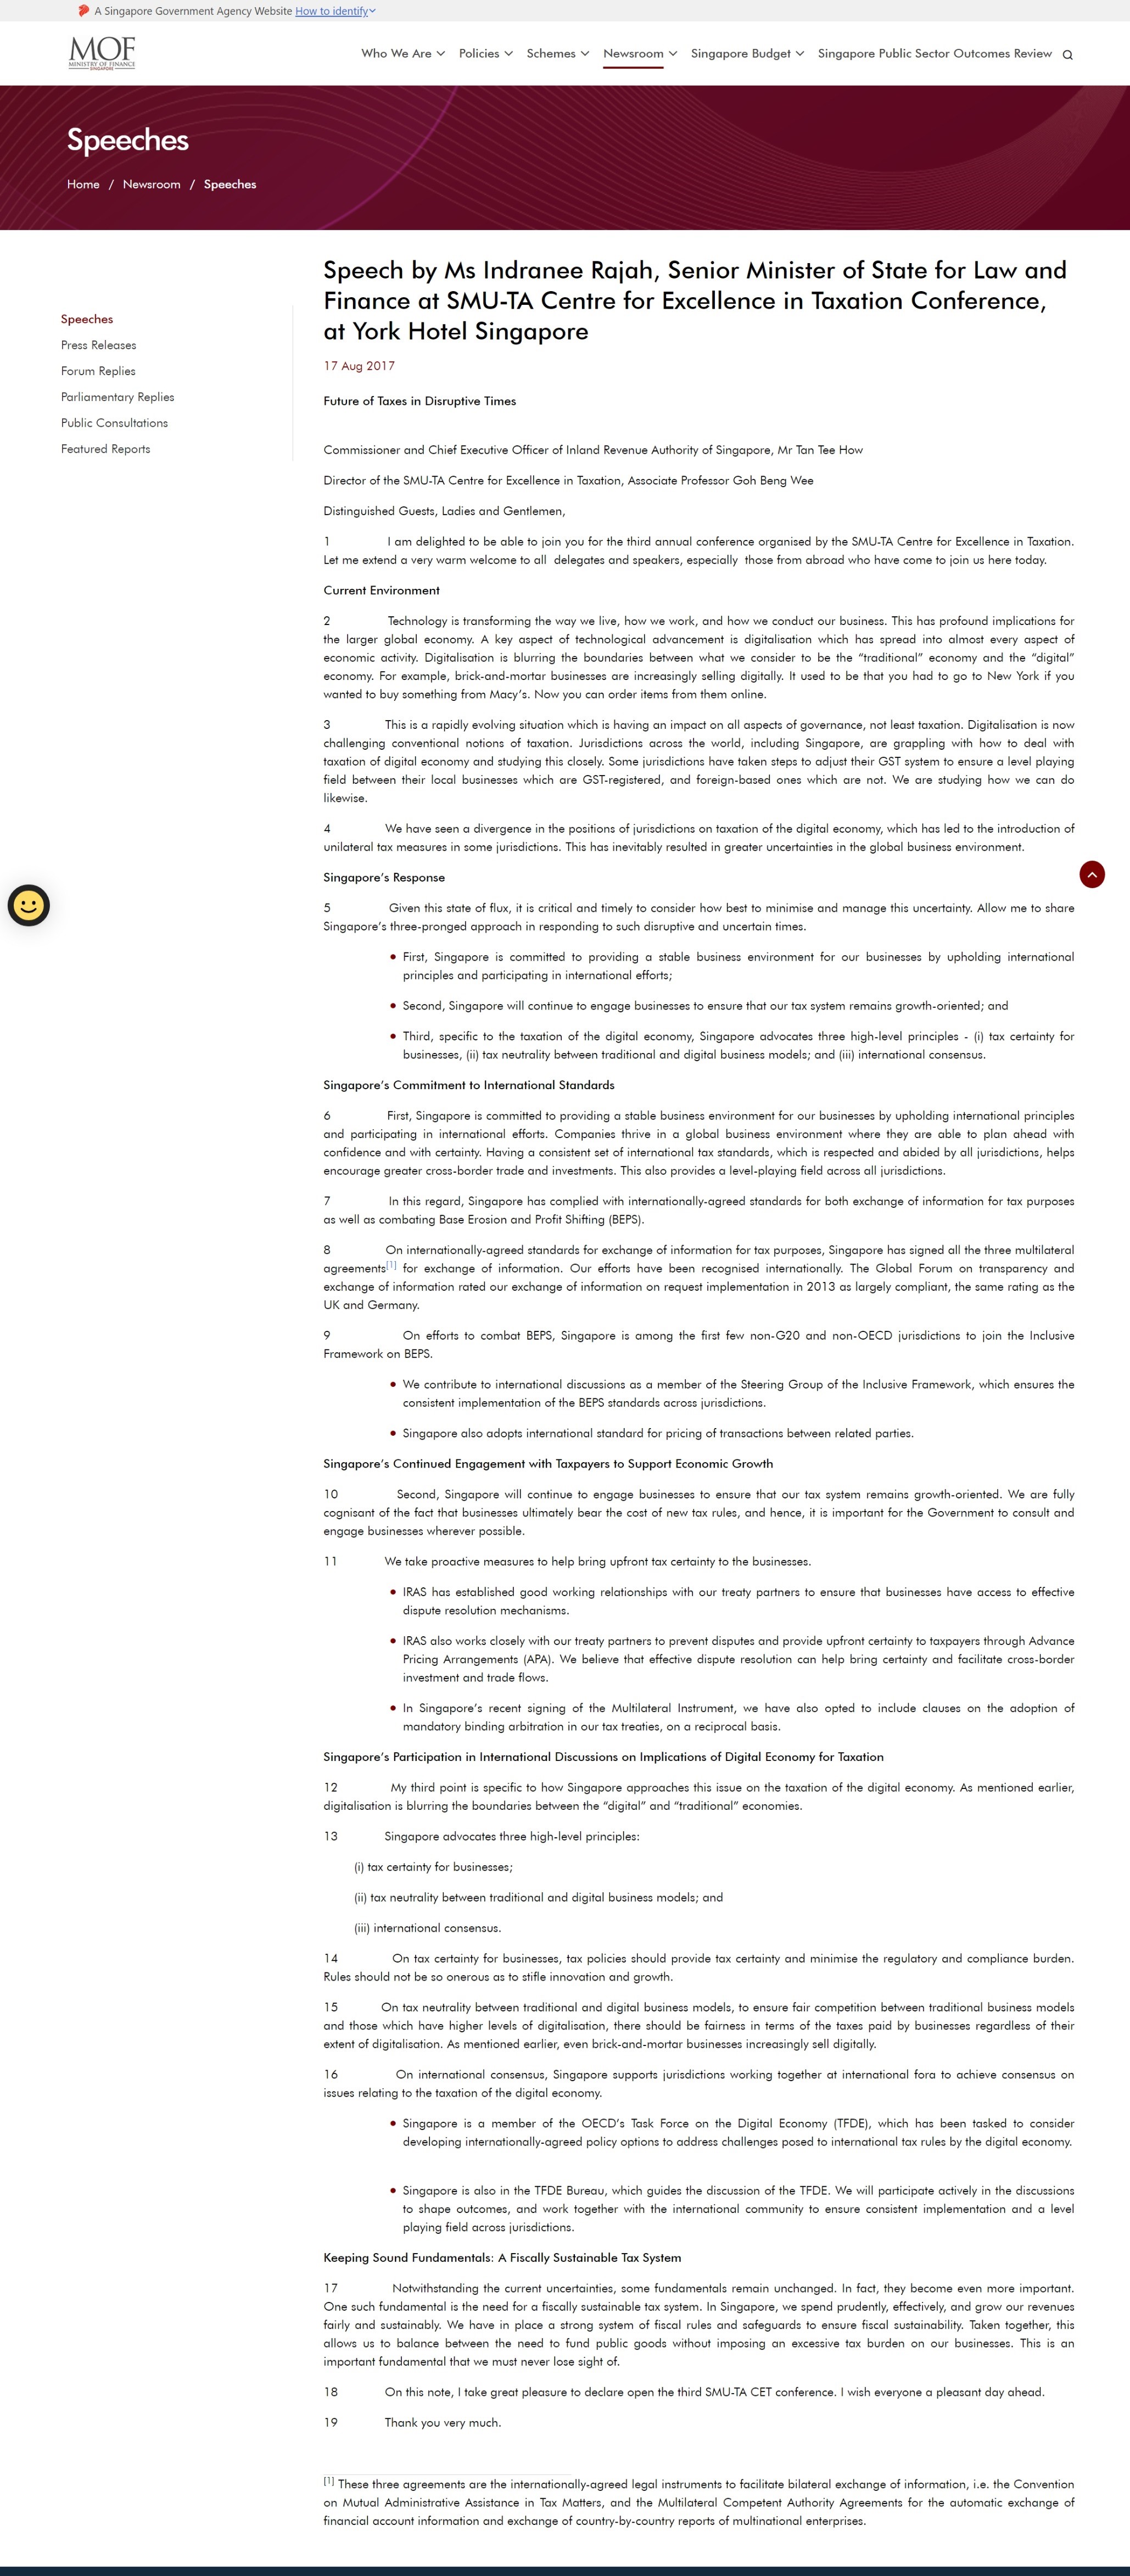 A Singapore Government Agency Website How to identify
MOF
MINISTRY OF FINANCE
SINGAPORE
Who We Are
Policies
Schemes
Newsroom
Singapore Budget
Singapore Public Sector Outcomes Review
Speeches
Home / Newsroom / Speeches
Speeches
Press Releases
Forum Replies
Parliamentary Replies
Public Consultations
Featured Reports
Speech by Ms Indranee Rajah, Senior Minister of State for Law and
Finance at SMU-TA Centre for Excellence in Taxation Conference,
at York Hotel Singapore
17 Aug 2017
Future of Taxes in Disruptive Times
Commissioner and Chief Executive Officer of Inland Revenue Authority of Singapore, Mr Tan Tee How
Director of the SMU-TA Centre for Excellence in Taxation, Associate Professor Goh Beng Wee
Distinguished Guests, Ladies and Gentlemen,
1 I am delighted to be able to join you for the third annual conference organised by the SMU-TA Centre for Excellence in Taxation.
Let me extend a very warm welcome to all delegates and speakers, especially those from abroad who have come to join us here today.
Current Environment
2 Technology is transforming the way we live, how we work, and how we conduct our business. This has profound implications for
the larger global economy. A key aspect of technological advancement is digitalisation which has spread into almost every aspect of
economic activity. Digitalisation is blurring the boundaries between what we consider to be the “traditional” economy and the “digital”
economy. For example, brick-and-mortar businesses are increasingly selling digitally. It used to be that you had to go to New York if you
wanted to buy something from Macy’s. Now you can order items from them online.
3 This is a rapidly evolving situation which is having an impact on all aspects of governance, not least taxation. Digitalisation is now
challenging conventional notions of taxation. Jurisdictions across the world, including Singapore, are grappling with how to deal with
taxation of digital economy and studying this closely. Some jurisdictions have taken steps to adjust their GST system to ensure a level playing
field between their local businesses which are GST-registered, and foreign-based ones which are not. We are studying how we can do
likewise.
4 We have seen a divergence in the positions of jurisdictions on taxation of the digital economy, which has led to the introduction of
unilateral tax measures in some jurisdictions. This has inevitably resulted in greater uncertainties in the global business environment.
Singapore’s Response
5 Given this state of flux, it is critical and timely to consider how best to minimise and manage this uncertainty. Allow me to share
Singapore’s three-pronged approach in responding to such disruptive and uncertain times.
• First, Singapore is committed to providing a stable business environment for our businesses by upholding international
principles and participating in international efforts;
• Second, Singapore will continue to engage businesses to ensure that our tax system remains growth-oriented; and
• Third, specific to the taxation of the digital economy, Singapore advocates three high-level principles - (i) tax certainty for
businesses, (ii) tax neutrality between traditional and digital business models; and (iii) international consensus.
Singapore’s Commitment to International Standards
6 First, Singapore is committed to providing a stable business environment for our businesses by upholding international principles
and participating in international efforts. Companies thrive in a global business environment where they are able to plan ahead with
confidence and with certainty. Having a consistent set of international tax standards, which is respected and abided by all jurisdictions, helps
encourage greater cross-border trade and investments. This also provides a level-playing field across all jurisdictions.
7 In this regard, Singapore has complied with internationally-agreed standards for both exchange of information for tax purposes
as well as combating Base Erosion and Profit Shifting (BEPS).
8 On internationally-agreed standards for exchange of information for tax purposes, Singapore has signed all the three multilateral
agreements[1] for exchange of information. Our efforts have been recognised internationally. The Global Forum on transparency and
exchange of information rated our exchange of information on request implementation in 2013 as largely compliant, the same rating as the
UK and Germany.
9 On efforts to combat BEPS, Singapore is among the first few non-G20 and non-OECD jurisdictions to join the Inclusive
Framework on BEPS.
• We contribute to international discussions as a member of the Steering Group of the Inclusive Framework, which ensures the
consistent implementation of the BEPS standards across jurisdictions.
• Singapore also adopts international standard for pricing of transactions between related parties.
Singapore’s Continued Engagement with Taxpayers to Support Economic Growth
10 Second, Singapore will continue to engage businesses to ensure that our tax system remains growth-oriented. We are fully
cognisant of the fact that businesses ultimately bear the cost of new tax rules, and hence, it is important for the Government to consult and
engage businesses wherever possible.
11 We take proactive measures to help bring upfront tax certainty to the businesses.
• IRAS has established good working relationships with our treaty partners to ensure that businesses have access to effective
dispute resolution mechanisms.
• IRAS also works closely with our treaty partners to prevent disputes and provide upfront certainty to taxpayers through Advance
Pricing Arrangements (APA). We believe that effective dispute resolution can help bring certainty and facilitate cross-border
investment and trade flows.
• In Singapore’s recent signing of the Multilateral Instrument, we have also opted to include clauses on the adoption of
mandatory binding arbitration in our tax treaties, on a reciprocal basis.
Singapore’s Participation in International Discussions on Implications of Digital Economy for Taxation
12 My third point is specific to how Singapore approaches this issue on the taxation of the digital economy. As mentioned earlier,
digitalisation is blurring the boundaries between the “digital” and “traditional” economies.
13 Singapore advocates three high-level principles:
(i) tax certainty for businesses;
(ii) tax neutrality between traditional and digital business models; and
(iii) international consensus.
14 On tax certainty for businesses, tax policies should provide tax certainty and minimise the regulatory and compliance burden.
Rules should not be so onerous as to stifle innovation and growth.
15 On tax neutrality between traditional and digital business models, to ensure fair competition between traditional business models
and those which have higher levels of digitalisation, there should be fairness in terms of the taxes paid by businesses regardless of their
extent of digitalisation. As mentioned earlier, even brick-and-mortar businesses increasingly sell digitally.
16 On international consensus, Singapore supports jurisdictions working together at international fora to achieve consensus on
issues relating to the taxation of the digital economy.
• Singapore is a member of the OECD’s Task Force on the Digital Economy (TFDE), which has been tasked to consider
developing internationally-agreed policy options to address challenges posed to international tax rules by the digital economy.
• Singapore is also in the TFDE Bureau, which guides the discussion of the TFDE. We will participate actively in the discussions
to shape outcomes, and work together with the international community to ensure consistent implementation and a level
playing field across jurisdictions.
Keeping Sound Fundamentals: A Fiscally Sustainable Tax System
17 Notwithstanding the current uncertainties, some fundamentals remain unchanged. In fact, they become even more important.
One such fundamental is the need for a fiscally sustainable tax system. In Singapore, we spend prudently, effectively, and grow our revenues
fairly and sustainably. We have in place a strong system of fiscal rules and safeguards to ensure fiscal sustainability. Taken together, this
allows us to balance between the need to fund public goods without imposing an excessive tax burden on our businesses. This is an
important fundamental that we must never lose sight of.
18 On this note, I take great pleasure to declare open the third SMU-TA CET conference. I wish everyone a pleasant day ahead.
19 Thank you very much.
[1] These three agreements are the internationally-agreed legal instruments to facilitate bilateral exchange of information, i.e. the Convention
on Mutual Administrative Assistance in Tax Matters, and the Multilateral Competent Authority Agreements for the automatic exchange of
financial account information and exchange of country-by-country reports of multinational enterprises.